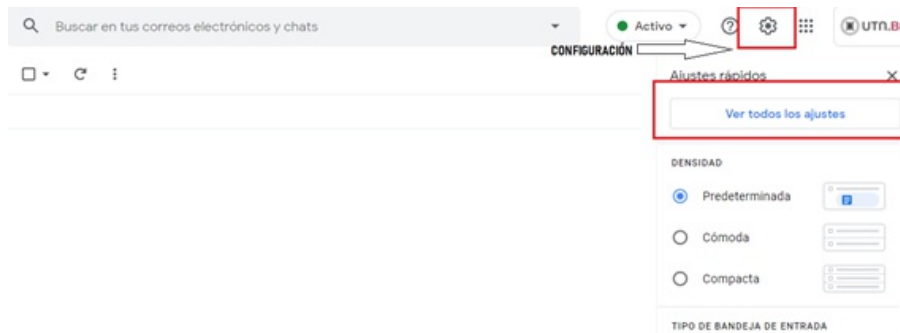 Buscar en tus correos electrónicos y chats
Activo
UTN.B
CONFIGURACIÓN
Ajustes rápidos
Ver todos los ajustes
DENSIDAD
Predeterminada
Cómoda
Compacta
TIPO DE BANDEJA DE ENTRADA